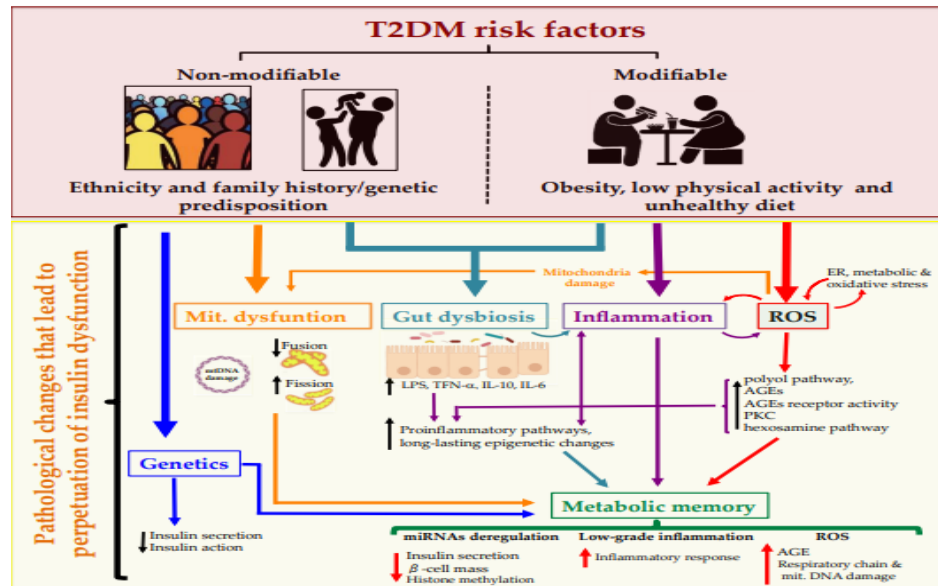 T2DM risk factors
Non-modifiable
Modifiable
Ethnicity and family history/genetic
predisposition
Obesity, low physical activity and
unhealthy diet
Pathological changes that lead to
perpetuation of insulin dysfunction
Mitochondria
damage
ER, metabolic &
oxidative stress
Mit. dysfuntion
Gut dysbiosis
Inflammation
ROS
mtDNA
damage
Fusion
Fission
LPS, TFN-α, IL-10, IL-6
polyol pathway,
AGEs
AGEs receptor activity
PKC
hexosamine pathway
Proinflammatory pathways,
long-lasting epigenetic changes
Genetics
Insulin secretion
Insulin action
Metabolic memory
miRNAs deregulation
Insulin secretion
β-cell mass
Histone methylation
Low-grade inflammation
Inflammatory response
ROS
AGE
Respiratory chain &
mit. DNA damage